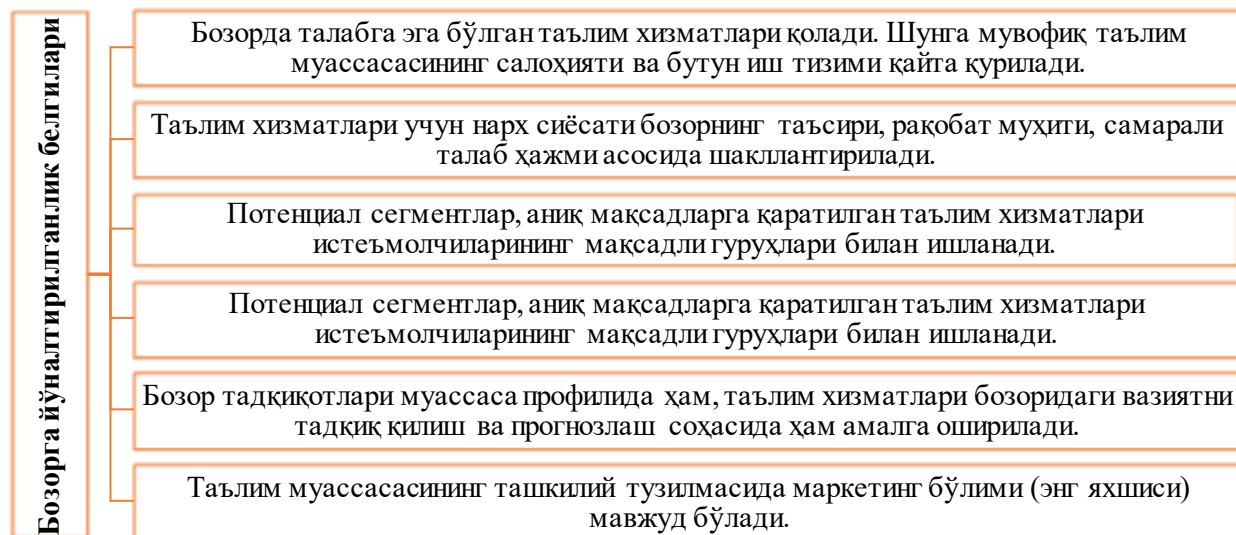 Бозорга йўналтирилганлик белгилари
Бозорда талабга эга бўлган таълим хизматлари қолади. Шунга мувофиқ таълим
муассасасининг салоҳияти ва бутун иш тизими қайта қурилади.
Таълим хизматлари учун нарх сиёсати бозорнинг таъсири, рақобат муҳити, самарали
талаб ҳажми асосида шакллантирилади.
Потенциал сегментлар, аниқ мақсадларга қаратилган таълим хизматлари
истеъмолчиларининг мақсадли гуруҳлари билан ишланади.
Потенциал сегментлар, аниқ мақсадларга қаратилган таълим хизматлари
истеъмолчиларининг мақсадли гуруҳлари билан ишланади.
Бозор тадқиқотлари муассаса профилида ҳам, таълим хизматлари бозоридаги вазиятни
тадқиқ қилиш ва прогнозлаш соҳасида ҳам амалга оширилади.
Таълим муассасасининг ташкилий тузилмасида маркетинг бўлими (энг яхшиси)
мавжуд бўлади.